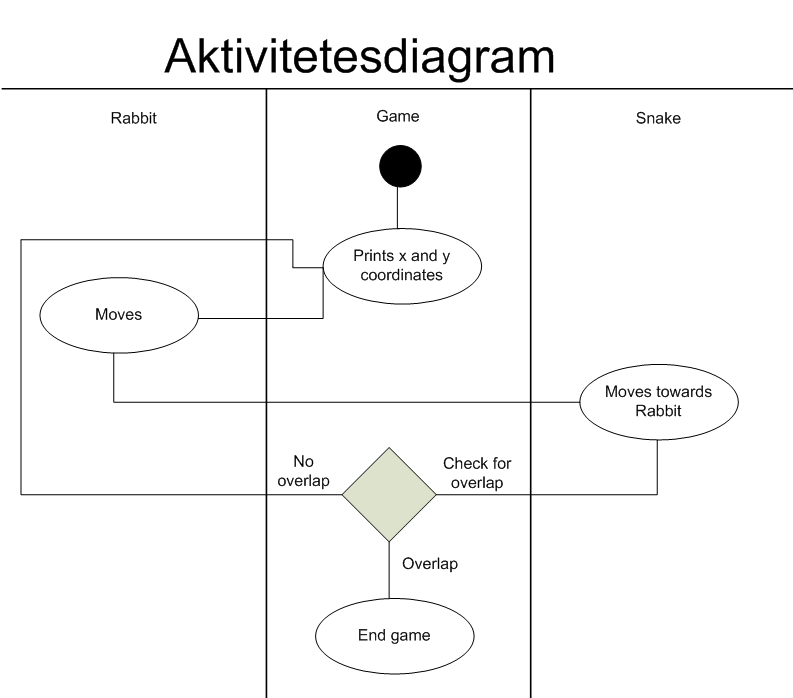 Aktivitetesdiagram
Rabbit
Game
Snake
Prints x and y
coordinates
Moves
Moves towards
Rabbit
No
overlap
Check for
overlap
Overlap
End game